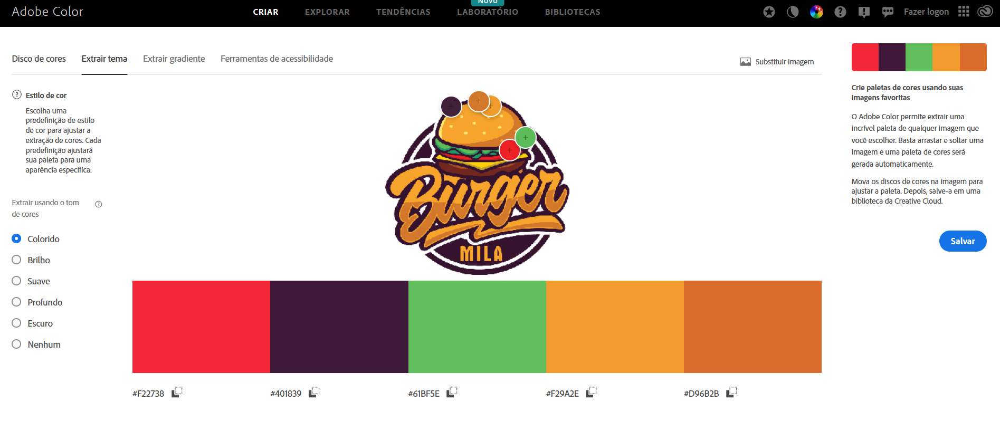 Adobe Color
CRIAR
EXPLORAR
TENDÊNCIAS
Novo
LABORATÓRIO
BIBLIOTECAS
Fazer logon
Disco de cores
Extrair tema
Extrair gradiente
Ferramentas de acessibilidade
Substituir imagem
Estilo de cor
Escolha uma
predefinição de estilo
de cor para ajustar a
extração de cores. Cada
predefinição ajustará
sua paleta para uma
aparência específica.
Extrair usando o tom
de cores
Colorido
Brilho
Suave
Profundo
Escuro
Nenhum
Burger
MILA
#F22738
#401839
#61BF5E
#F29A2E
#D96B2B
Crie paletas de cores usando suas
imagens favoritas
O Adobe Color permite extrair uma
incrível paleta de qualquer imagem que
você escolher. Basta arrastar e soltar uma
imagem e uma paleta de cores será
gerada automaticamente.
Mova os discos de cores na imagem para
ajustar a paleta. Depois, salve-a em uma
biblioteca da Creative Cloud.
Salvar